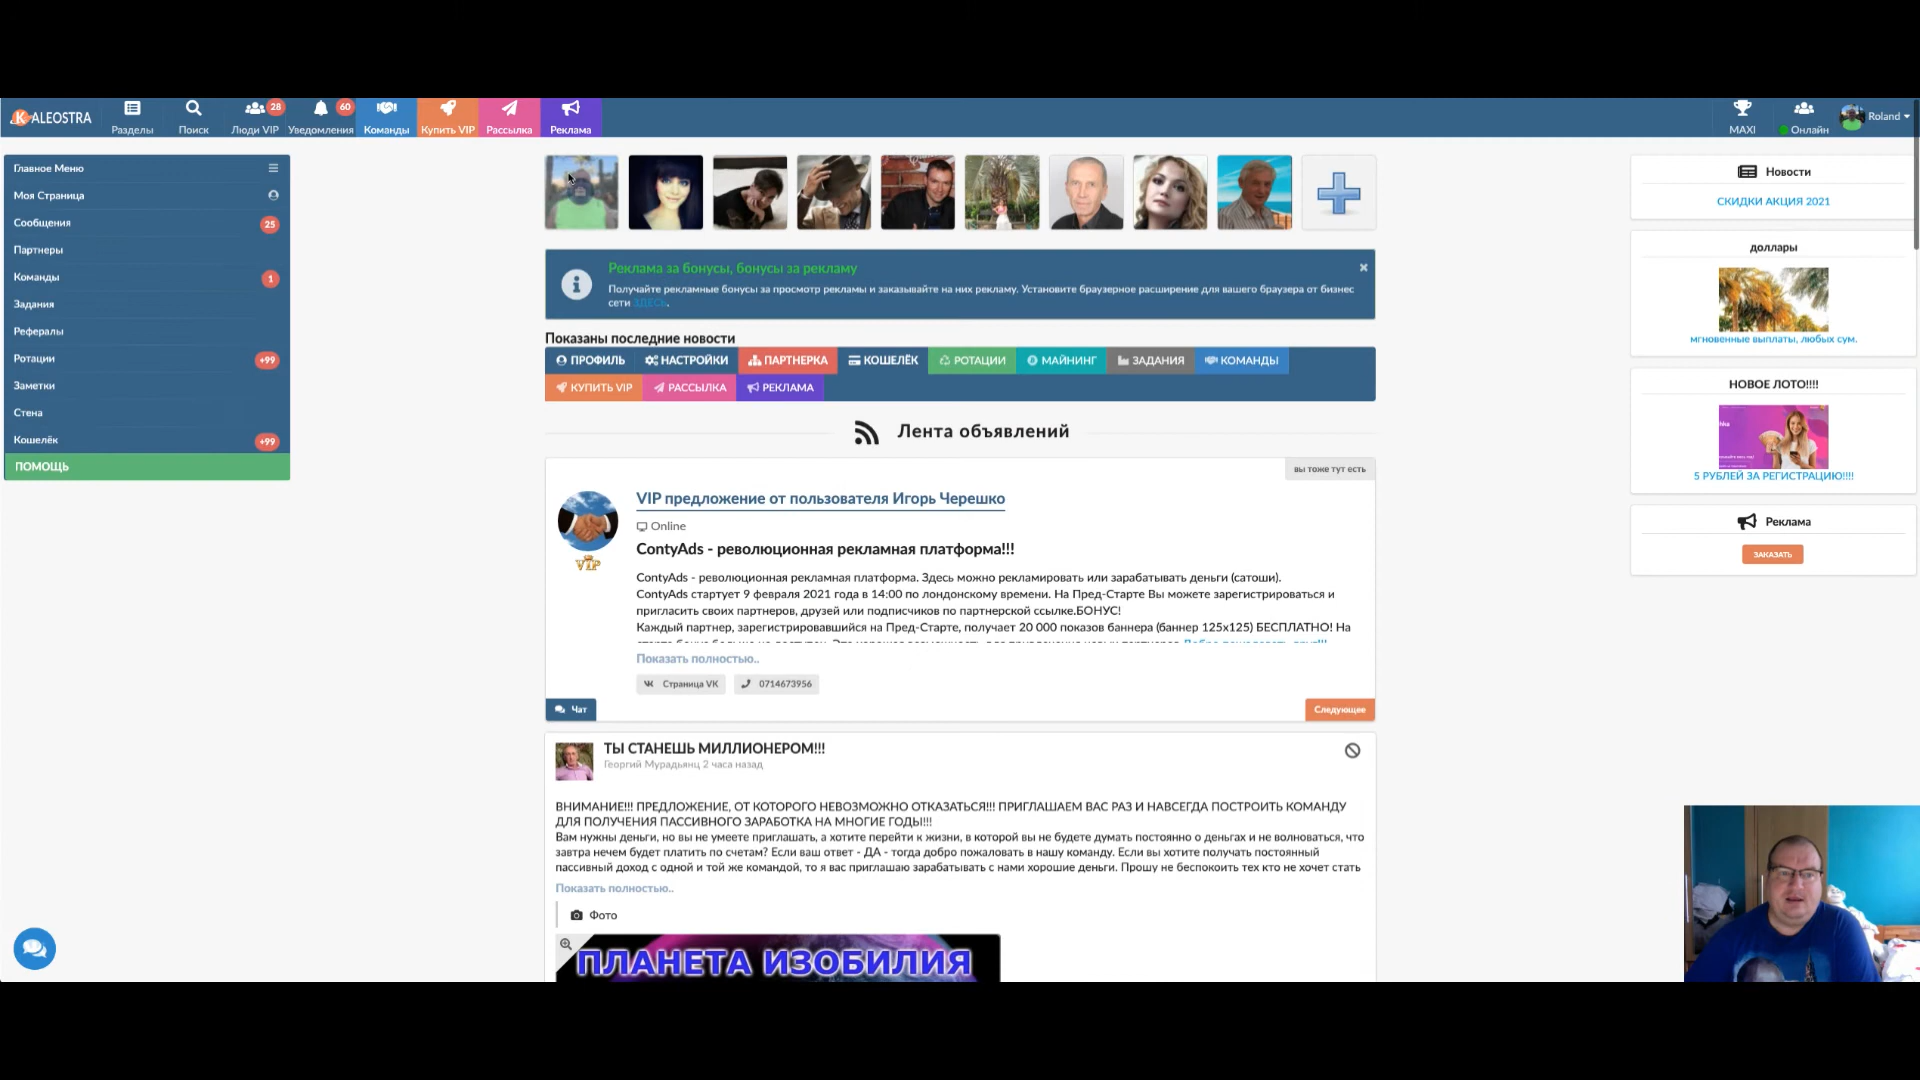 KALEOSTRA
Разделы
Поиск
28
Люди VIP
60
Уведомления
Команды
Купить VIP
Рассылка
Реклама
MAXI
Онлайн
Roland
Главное Меню
Моя Страница
Сообщения 25
Партнеры
Команды 1
Задания
Рефералы
Ротации +99
Заметки
Стена
Кошелёк +99
ПОМОЩЬ
Реклама за бонусы, бонусы за рекламу
Получайте рекламные бонусы за просмотр рекламы и заказывайте на них рекламу. Установите браузерное расширение для вашего браузера от бизнес
сети ЗДЕСЬ.
Показаны последние новости
ПРОФИЛЬ НАСТРОЙКИ ПАРТНЕРКА КОШЕЛЁК РОТАЦИИ МАЙНИНГ ЗАДАНИЯ КОМАНДЫ
КУПИТЬ VIP РАССЫЛКА РЕКЛАМА
Лента объявлений
вы тоже тут есть
VIP предложение от пользователя Игорь Черешко
Online
VIP
ContyAds - революционная рекламная платформа!!!
ContyAds - революционная рекламная платформа. Здесь можно рекламировать или зарабатывать деньги (сатоши).
ContyAds стартует 9 февраля 2021 года в 14:00 по лондонскому времени. На Пред-Старте Вы можете зарегистрироваться и
пригласить своих партнеров, друзей или подписчиков по партнерской ссылке.БОНУС!
Каждый партнер, зарегистрировавшийся на Пред-Старте, получает 20 000 показов баннера (баннер 125x125) БЕСПЛАТНО! На
Показать полностью..
Страница VK
0714673956
Чат
Следующее
ТЫ СТАНЕШЬ МИЛЛИОНЕРОМ!!!
Георгий Мурадьянц 2 часа назад
ВНИМАНИЕ!!! ПРЕДЛОЖЕНИЕ, ОТ КОТОРОГО НЕВОЗМОЖНО ОТКАЗАТЬСЯ!!! ПРИГЛАШАЕМ ВАС РАЗ И НАВСЕГДА ПОСТРОИТЬ КОМАНДУ
ДЛЯ ПОЛУЧЕНИЯ ПАССИВНОГО ЗАРАБОТКА НА МНОГИЕ ГОДЫ!!!
Вам нужны деньги, но вы не умеете приглашать, а хотите перейти к жизни, в которой вы не будете думать постоянно о деньгах и не волноваться, что
завтра нечем будет платить по счетам? Если ваш ответ - ДА - тогда добро пожаловать в нашу команду. Если вы хотите получать постоянный
пассивный доход с одной и той же командой, то я вас приглашаю зарабатывать с нами хорошие деньги. Прошу не беспокоить тех кто не хочет стать
Показать полностью..
Фото
ПЛАНЕТА ИЗОБИЛИЯ
Новости
СКИДКИ АКЦИЯ 2021
доллары
мгновенные выплаты, любых сум.
НОВОЕ ЛОТО!!!!
5 РУБЛЕЙ ЗА РЕГИСТРАЦИЮ!!!!
Реклама
ЗАКАЗАТЬ